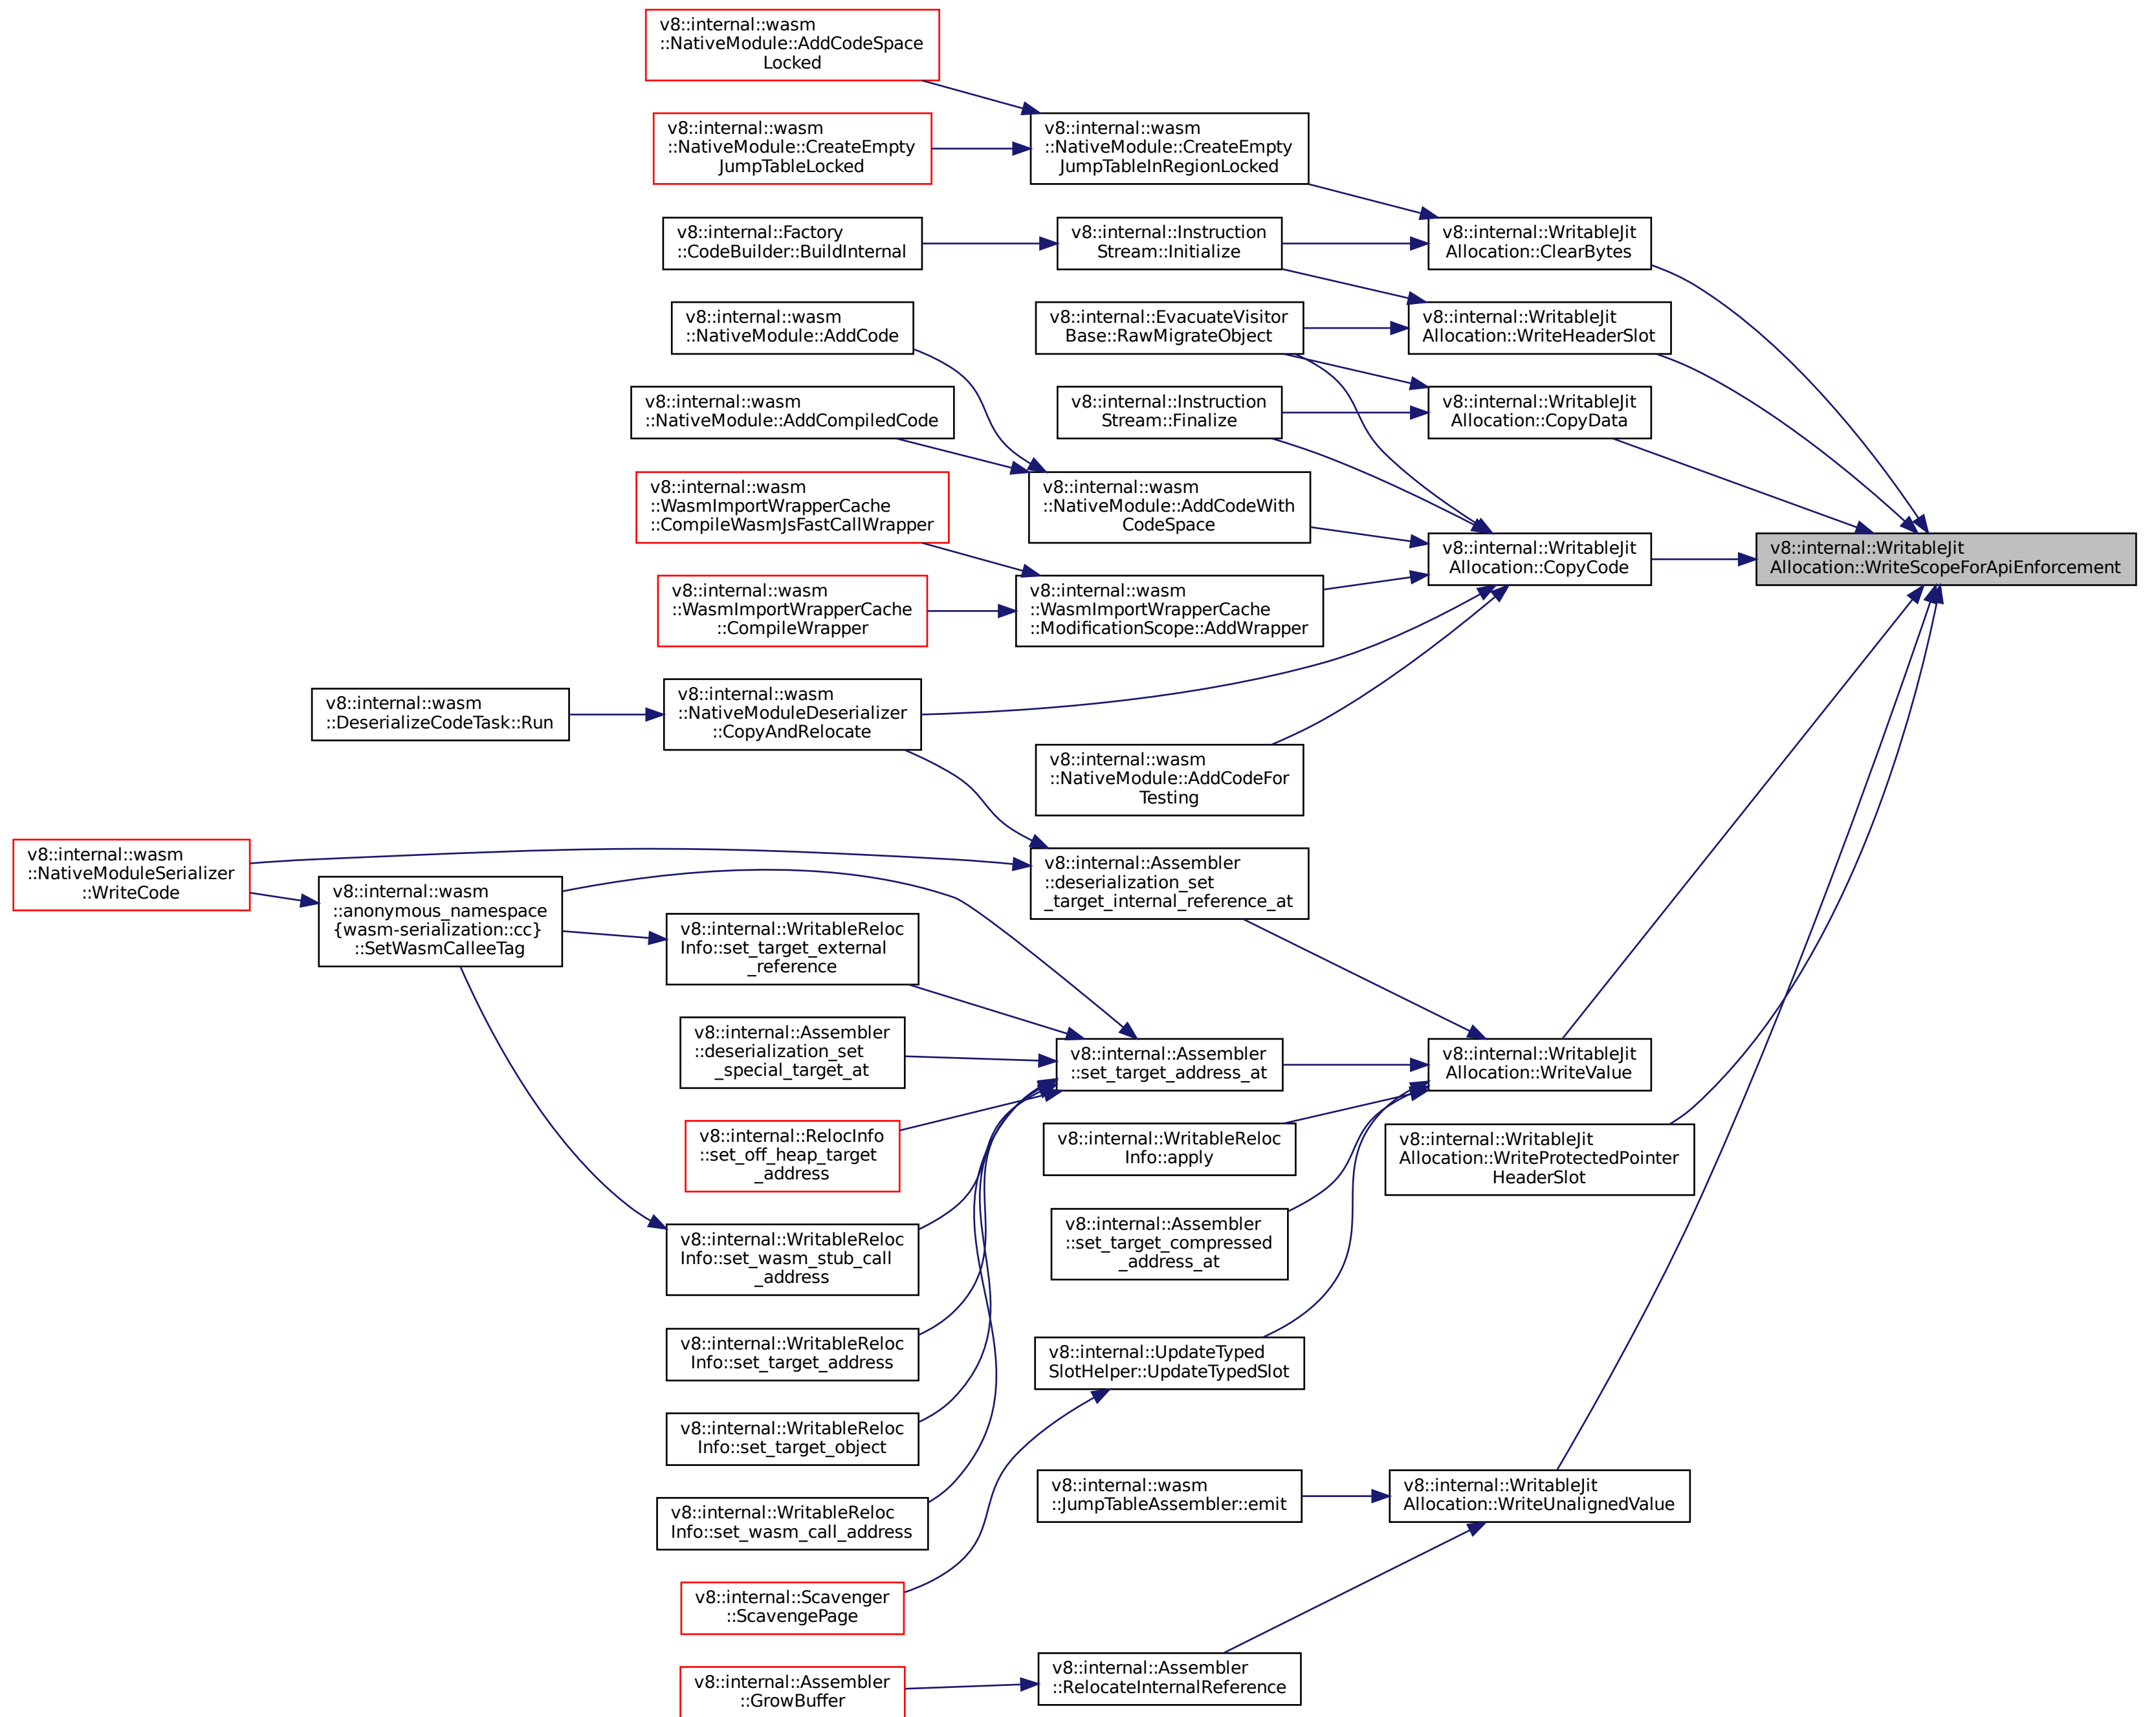 v8::internal::wasm
::NativeModule::AddCodeSpace
Locked
v8::internal::wasm
::NativeModule::CreateEmpty
JumpTableLocked
v8::internal::wasm
::NativeModule::CreateEmpty
JumpTableInRegionLocked
v8::internal::Factory
::CodeBuilder::BuildInternal
v8::internal::Instruction
Stream::Initialize
v8::internal::WritableJit
Allocation::ClearBytes
v8::internal::wasm
::NativeModule::AddCode
v8::internal::EvacuateVisitor
Base::RawMigrateObject
v8::internal::WritableJit
Allocation::WriteHeaderSlot
v8::internal::wasm
::NativeModule::AddCompiledCode
v8::internal::Instruction
Stream::Finalize
v8::internal::WritableJit
Allocation::CopyData
v8::internal::wasm
::WasmImportWrapperCache
::CompileWasmJsFastCallWrapper
v8::internal::wasm
::NativeModule::AddCodeWith
CodeSpace
v8::internal::WritableJit
Allocation::CopyCode
v8::internal::WritableJit
Allocation::WriteScopeForApiEnforcement
v8::internal::wasm
::WasmImportWrapperCache
::CompileWrapper
v8::internal::wasm
::WasmImportWrapperCache
::ModificationScope::AddWrapper
v8::internal::wasm
::DeserializeCodeTask::Run
v8::internal::wasm
::NativeModuleDeserializer
::CopyAndRelocate
v8::internal::wasm
::NativeModule::AddCodeFor
Testing
v8::internal::wasm
::NativeModuleSerializer
::WriteCode
v8::internal::wasm
::anonymous_namespace
{wasm-serialization::cc}
::SetWasmCalleeTag
v8::internal::Assembler
::deserialization_set
_target_internal_reference_at
v8::internal::WritableReloc
Info::set_target_external
_reference
v8::internal::Assembler
::deserialization_set
_special_target_at
v8::internal::Assembler
::set_target_address_at
v8::internal::WritableJit
Allocation::WriteValue
v8::internal::RelocInfo
::set_off_heap_target
_address
v8::internal::WritableReloc
Info::apply
v8::internal::WritableJit
Allocation::WriteProtectedPointer
HeaderSlot
v8::internal::WritableReloc
Info::set_wasm_stub_call
_address
v8::internal::Assembler
::set_target_compressed
_address_at
v8::internal::WritableReloc
Info::set_target_address
v8::internal::UpdateTyped
SlotHelper::UpdateTypedSlot
v8::internal::WritableReloc
Info::set_target_object
v8::internal::WritableReloc
Info::set_wasm_call_address
v8::internal::wasm
::JumpTableAssembler::emit
v8::internal::WritableJit
Allocation::WriteUnalignedValue
v8::internal::Scavenger
::ScavengePage
v8::internal::Assembler
::GrowBuffer
v8::internal::Assembler
::RelocateInternalReference